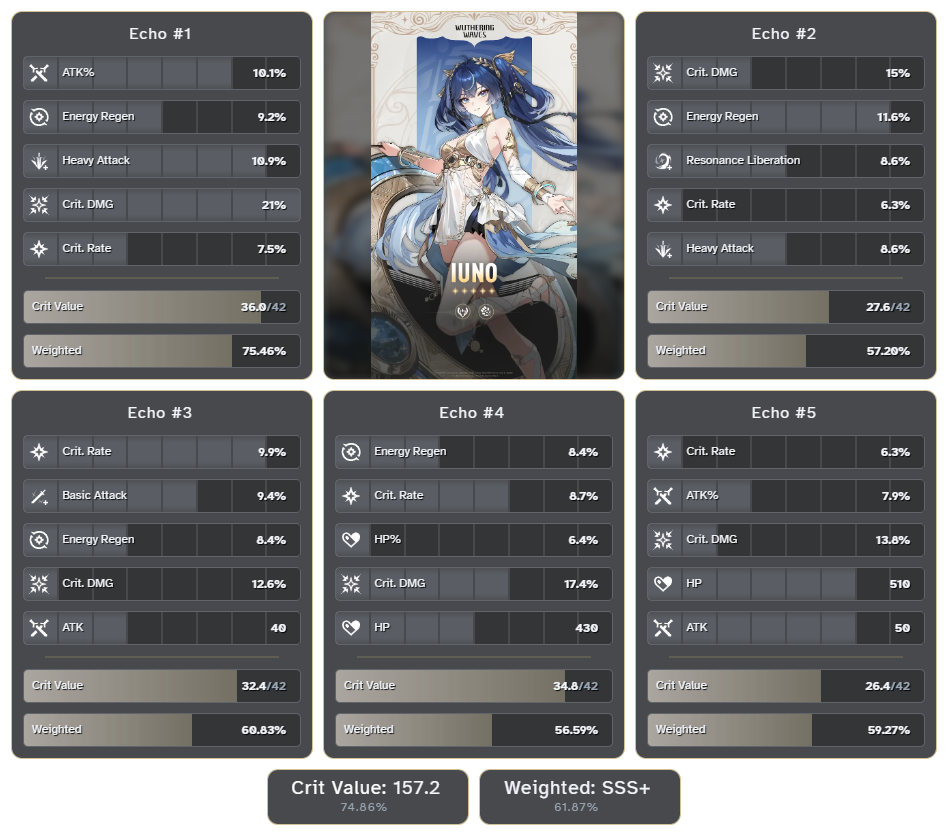 Echo #1
ATK% 10.1%
Energy Regen 9.2%
Heavy Attack 10.9%
Crit. DMG 21%
Crit. Rate 7.5%
Crit Value 36.0/42
Weighted 75.46%
WUTHERING
WAVES
IUNO
Echo #2
Crit. DMG 15%
Energy Regen 11.6%
Resonance Liberation 8.6%
Crit. Rate 6.3%
Heavy Attack 8.6%
Crit Value 27.6/42
Weighted 57.20%
Echo #3
Crit. Rate 9.9%
Basic Attack 9.4%
Energy Regen 8.4%
Crit. DMG 12.6%
ATK 40
Crit Value 32.4/42
Weighted 60.83%
Echo #4
Energy Regen 8.4%
Crit. Rate 8.7%
HP% 6.4%
Crit. DMG 17.4%
HP 430
Crit Value 34.8/42
Weighted 56.59%
Echo #5
Crit. Rate 6.3%
ATK% 7.9%
Crit. DMG 13.8%
HP 510
ATK 50
Crit Value 26.4/42
Weighted 59.27%
Crit Value: 157.2
74.86%
Weighted: SSS+
61.87%